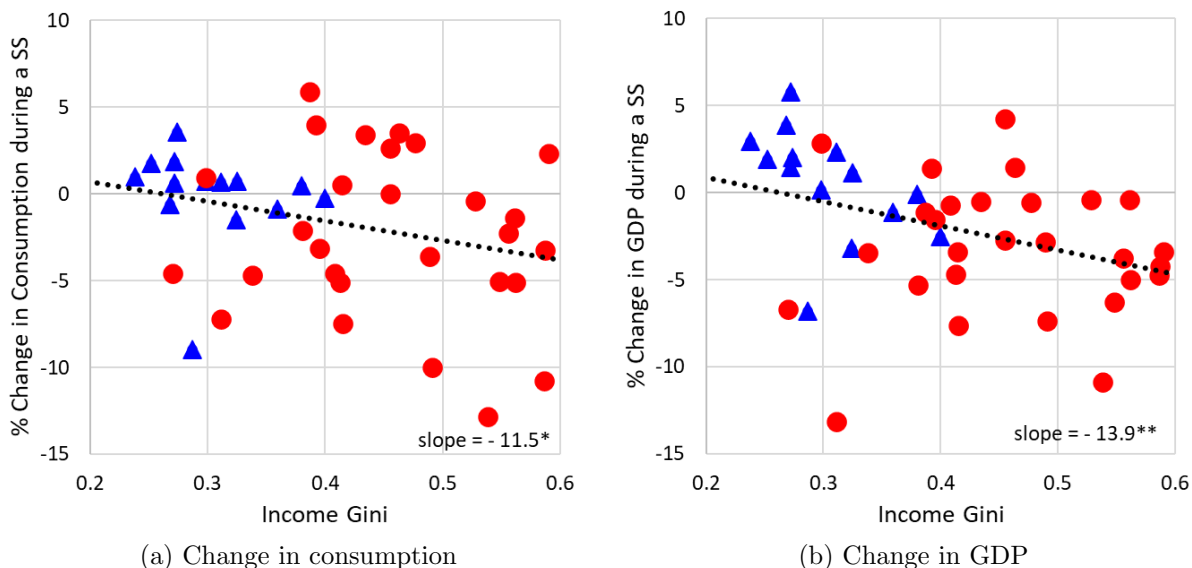 % Change in Consumption during a SS
10
5
0
-5
-10
-15
0.2 0.3 0.4 0.5 0.6
slope = - 11.5*
Income Gini
(a) Change in consumption
% Change in GDP during a SS
10
5
0
-5
-10
-15
0.2 0.3 0.4 0.5 0.6
slope = - 13.9**
Income Gini
(b) Change in GDP